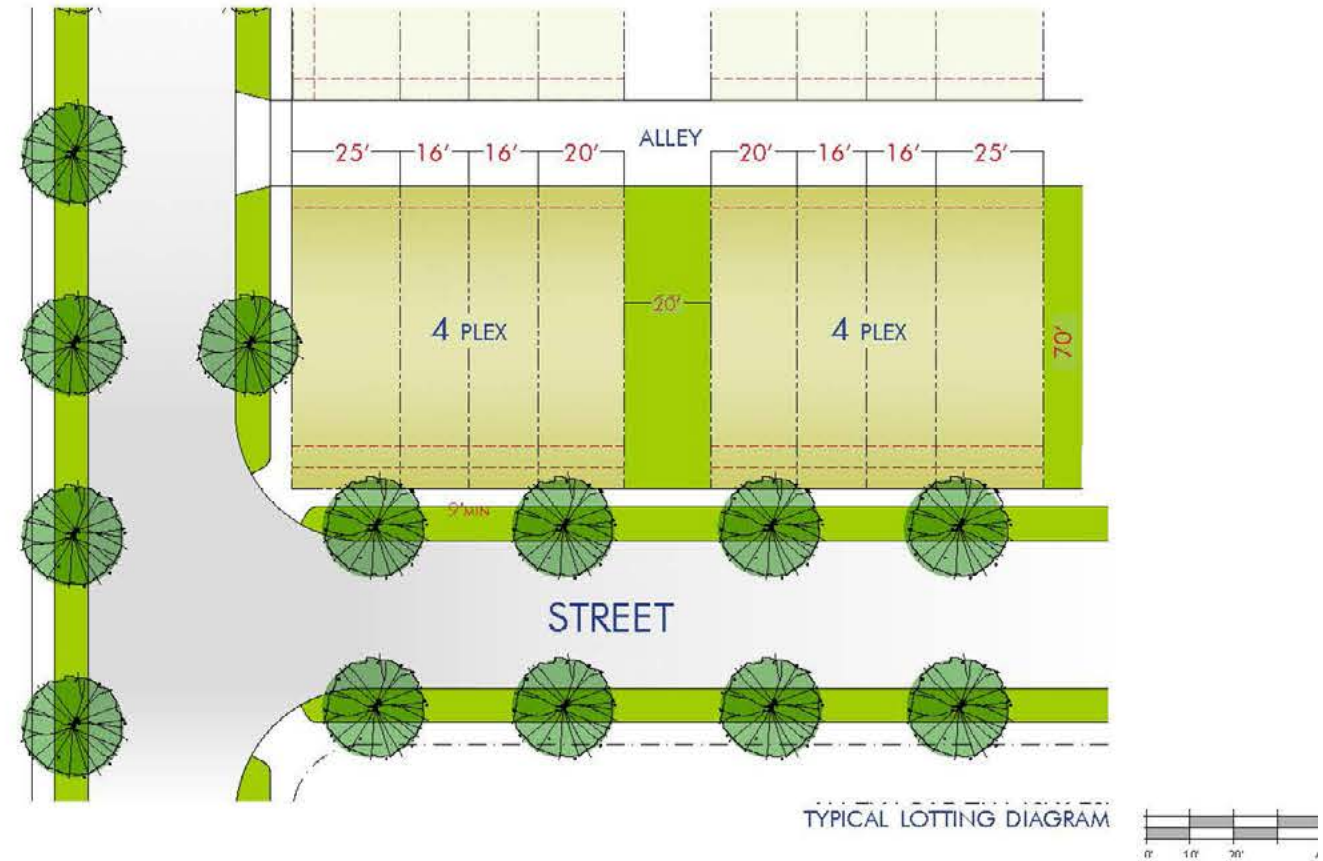 ALLEY
25' 16' 16' 20' 20' 16' 16' 25'
20'
4 PLEX 4 PLEX
70'
9' MIN
STREET
TYPICAL LOTTING DIAGRAM
0' 10' 20'